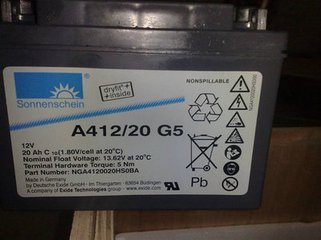 NONSPILLABLE
dryfit®
inside
Sonnenschein
A412/20 G5
12V
20 Ah C 10 (1.80V/cell at 20°C)
Nominal Float Voltage: 13.62V at 20°C
Terminal Hardware Torque: 5 Nm
Part Number: NGA4120020HS0BA
Made in Germany
by Deutsche Exide GmbH - Im Thiergarten - 63654 Büdingen
A company of Exide Technologies Group - www.exide.com
Pb